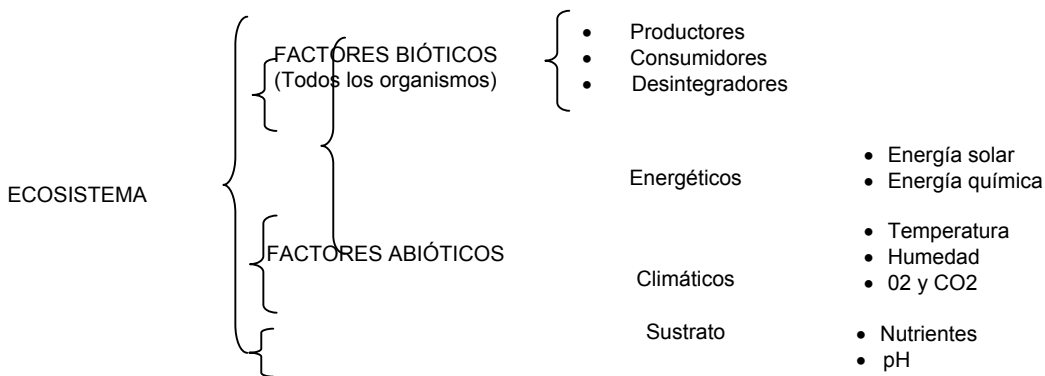 FACTORES BIÓTICOS
(Todos los organismos)
• Productores
• Consumidores
• Desintegradores
ECOSISTEMA
FACTORES ABIÓTICOS
Energéticos
• Energía solar
• Energía química
Climáticos
• Temperatura
• Humedad
• 02 y CO2
Sustrato
• Nutrientes
• pH